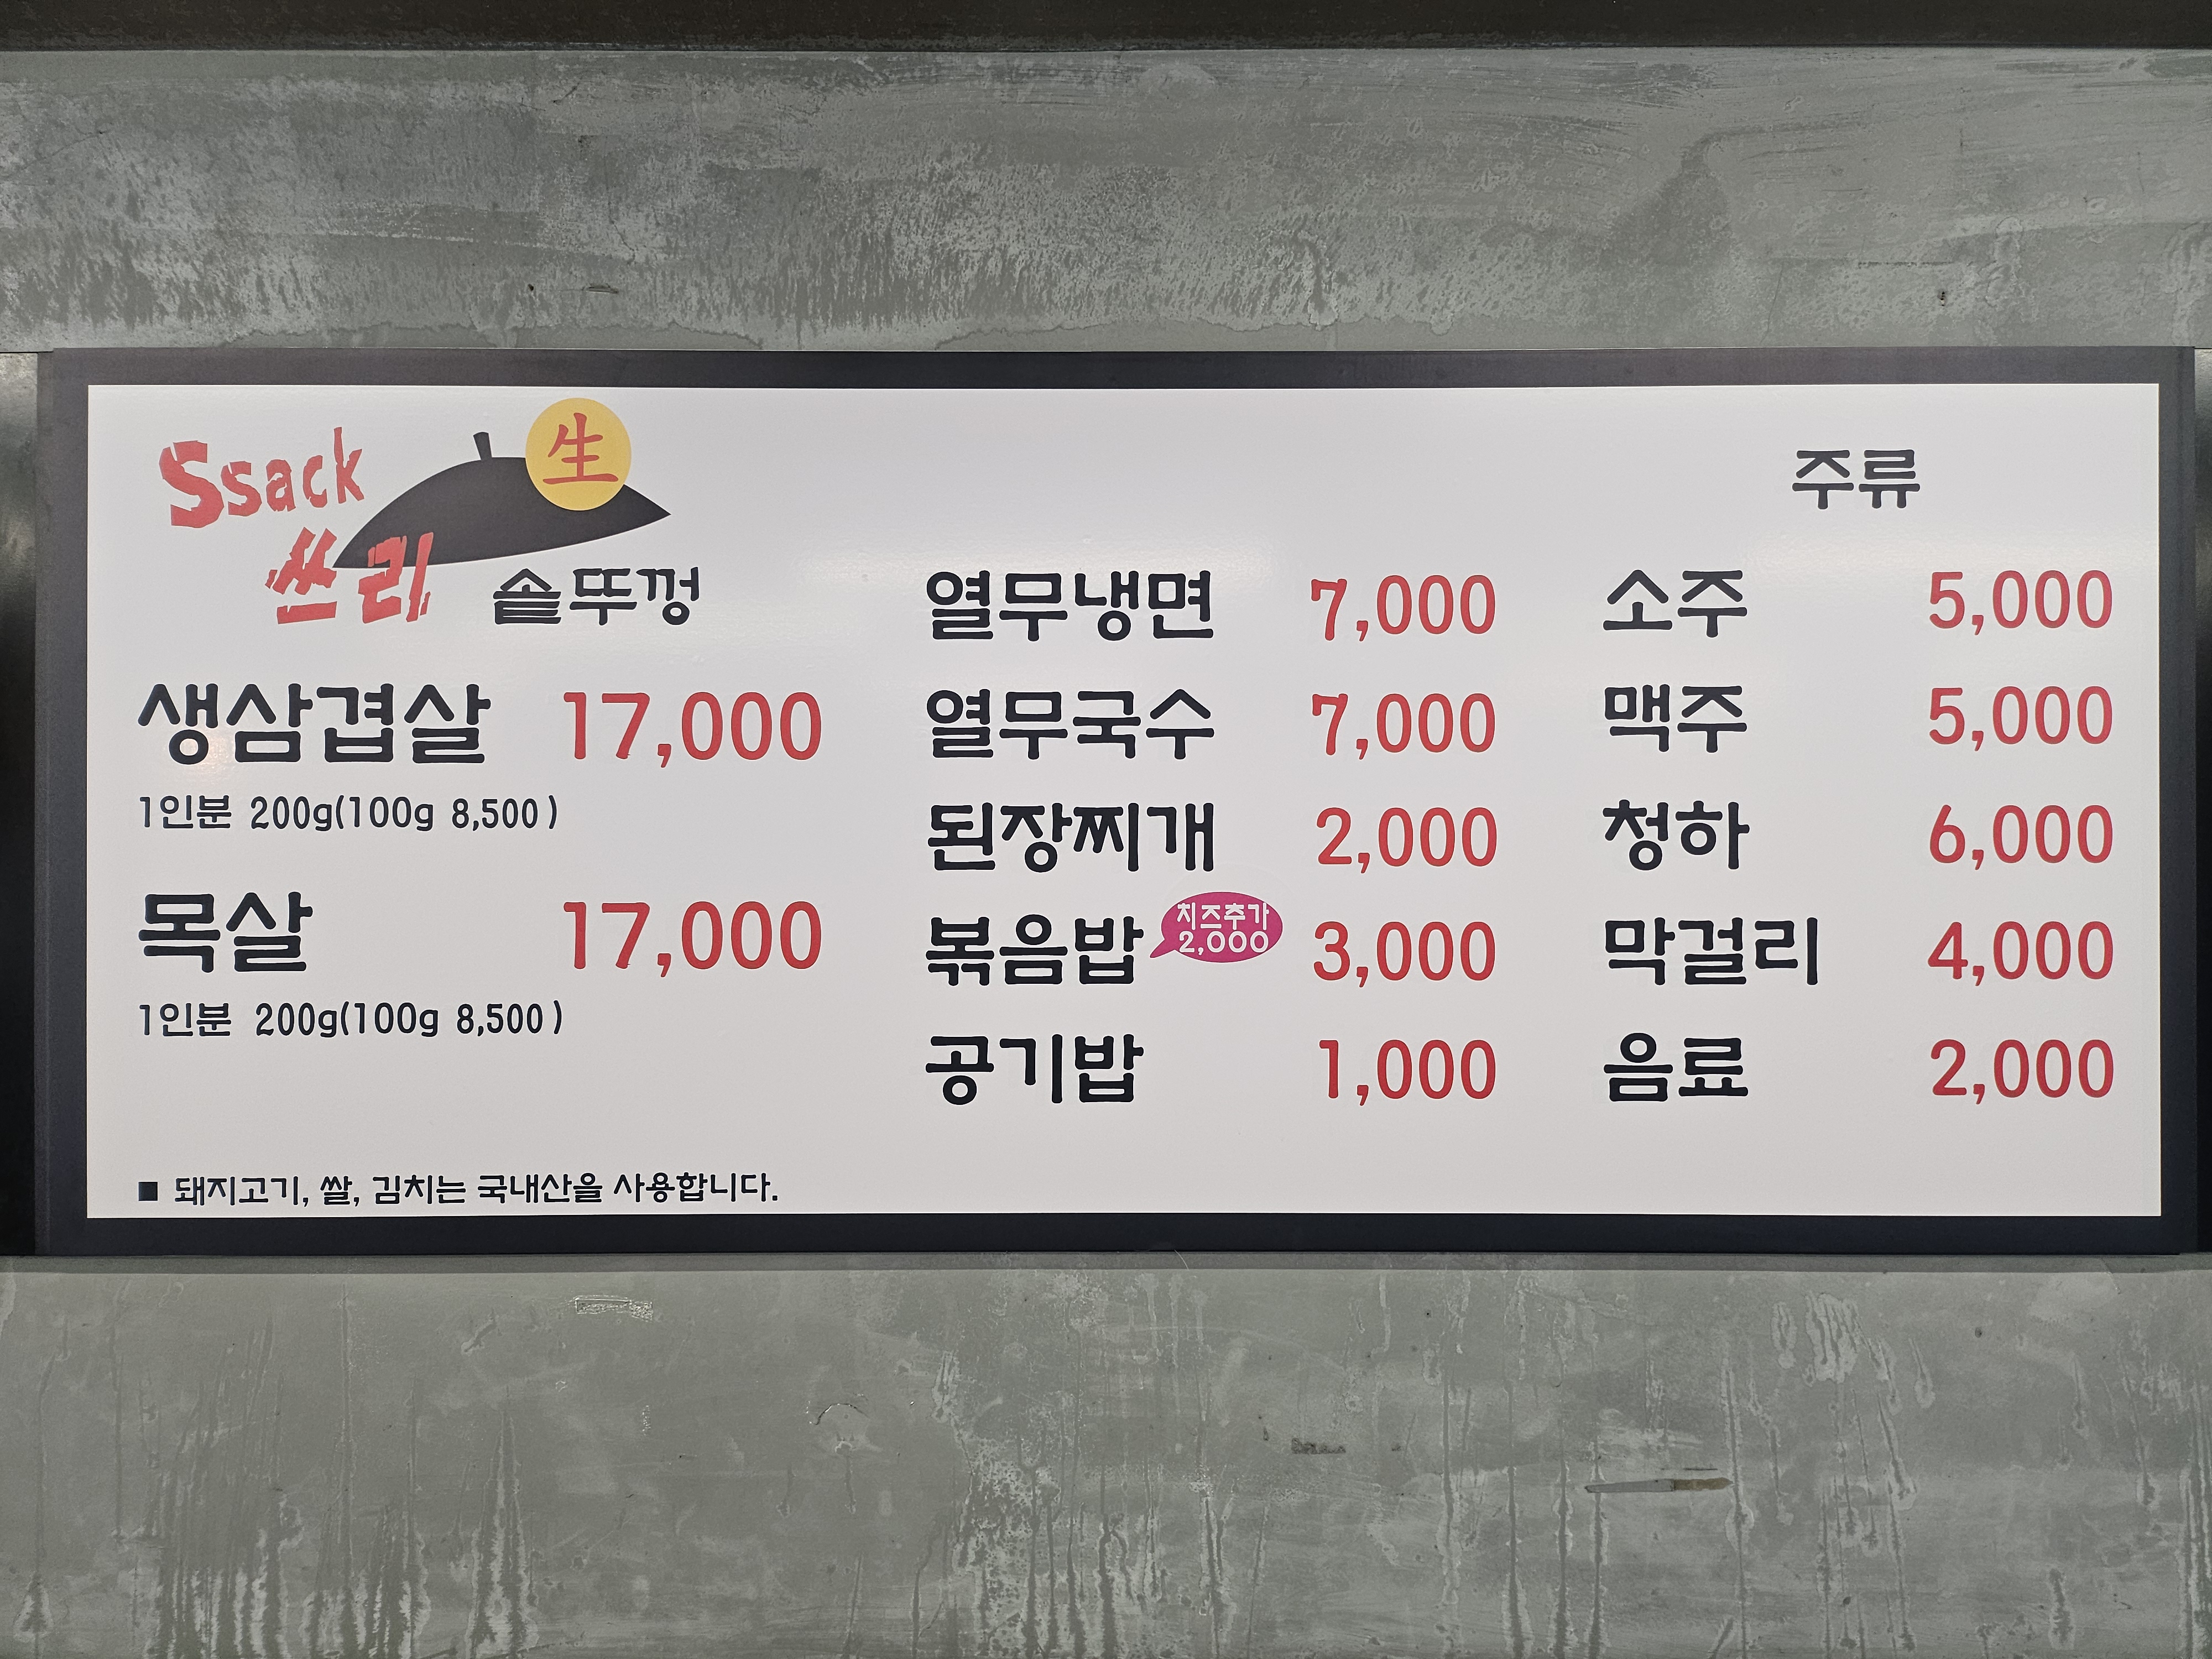 Ssack
生
쓰리 솥뚜껑
생삼겹살 17,000
1인분 200g(100g 8,500)
목살 17,000
1인분 200g(100g 8,500)
■ 돼지고기, 쌀, 김치는 국내산을 사용합니다.
열무냉면 7,000
열무국수 7,000
된장찌개 2,000
볶음밥 3,000
치즈추가
2,000
공기밥 1,000
주류
소주 5,000
맥주 5,000
청하 6,000
막걸리 4,000
음료 2,000